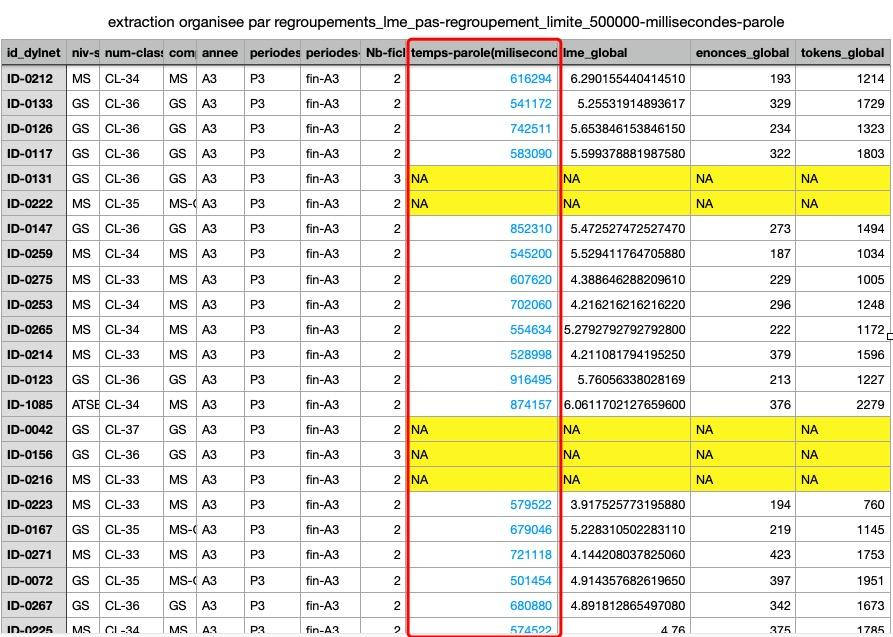 extraction organisee par regroupements_lme_pas-regroupement_limite_500000-millisecondes-parole
id_dylnet niv-s num-class com annee periodes periodes- Nb-fich temps-parole(milisecond lme_global enonces_global tokens_global
ID-0212 MS CL-34 MS A3 P3 fin-A3 2 616294 6.290155440414510 193 1214
ID-0133 GS CL-36 GS A3 P3 fin-A3 2 541172 5.25531914893617 329 1729
ID-0126 GS CL-36 GS A3 P3 fin-A3 2 742511 5.653846153846150 234 1323
ID-0117 GS CL-36 GS A3 P3 fin-A3 2 583090 5.599378881987580 322 1803
ID-0131 GS CL-36 GS A3 P3 fin-A3 3 NA NA NA NA
ID-0222 MS CL-35 MS-G A3 P3 fin-A3 2 NA NA NA NA
ID-0147 GS CL-36 GS A3 P3 fin-A3 2 852310 5.472527472527470 273 1494
ID-0259 MS CL-34 MS A3 P3 fin-A3 2 545200 5.529411764705880 187 1034
ID-0275 MS CL-33 MS A3 P3 fin-A3 2 607620 4.388646288209610 229 1005
ID-0253 MS CL-34 MS A3 P3 fin-A3 2 702060 4.216216216216220 296 1248
ID-0265 MS CL-34 MS A3 P3 fin-A3 2 554634 5.2792792792792800 222 1172
ID-0214 MS CL-33 MS A3 P3 fin-A3 2 528998 4.211081794195250 379 1596
ID-0123 GS CL-36 GS A3 P3 fin-A3 2 916495 5.76056338028169 213 1227
ID-1085 ATSE CL-34 MS A3 P3 fin-A3 2 874157 6.0611702127659600 376 2279
ID-0042 GS CL-37 GS A3 P3 fin-A3 2 NA NA NA NA
ID-0156 GS CL-36 GS A3 P3 fin-A3 3 NA NA NA NA
ID-0216 MS CL-33 MS A3 P3 fin-A3 2 NA NA NA NA
ID-0223 MS CL-34 MS A3 P3 fin-A3 2 579522 3.917525773195880 194 760
ID-0167 GS CL-35 MS-G A3 P3 fin-A3 2 679046 5.228310502283110 219 1145
ID-0271 MS CL-33 MS A3 P3 fin-A3 2 721118 4.144208037825060 423 1753
ID-0072 GS CL-35 MS-G A3 P3 fin-A3 2 501454 4.914357682619650 397 1951
ID-0267 GS CL-36 GS A3 P3 fin-A3 2 680880 4.891812865497080 342 1673
ID-0225 MS CL-34 MS A3 P3 fin-A3 2 574522 4.76 375 1785